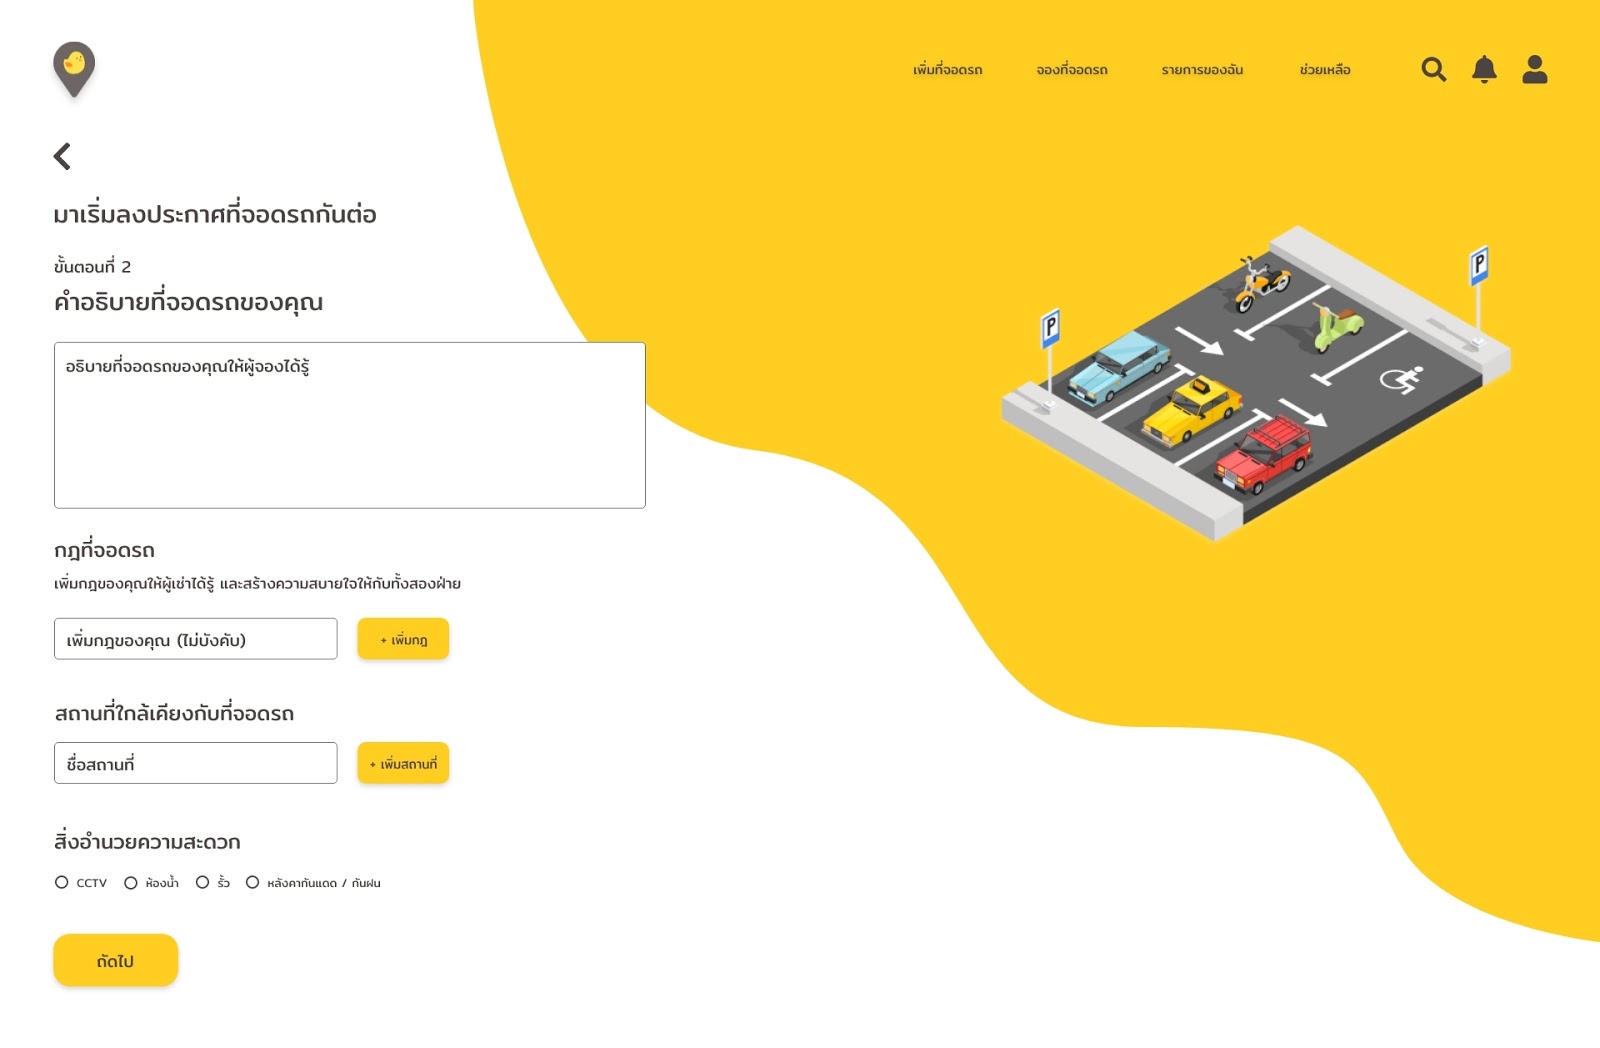 เพิ่มที่จอดรถ
จองที่จอดรถ
รายการของฉัน
ช่วยเหลือ
มาเริ่มลงประกาศที่จอดรถกันต่อ
ขั้นตอนที่ 2
คำอธิบายที่จอดรถของคุณ
อธิบายที่จอดรถของคุณให้ผู้จองได้รู้
P
P
กฎที่จอดรถ
เพิ่มกฎของคุณให้ผู้เช่าได้รู้ และสร้างความสบายใจให้กับทั้งสองฝ่าย
เพิ่มกฎของคุณ (ไม่บังคับ)
+ เพิ่มกฎ
สถานที่ใกล้เคียงกับที่จอดรถ
ชื่อสถานที่
+ เพิ่มสถานที่
สิ่งอำนวยความสะดวก
CCTV
ห้องน้ำ
รั้ว
หลังคากันแดด / กันฝน
ถัดไป